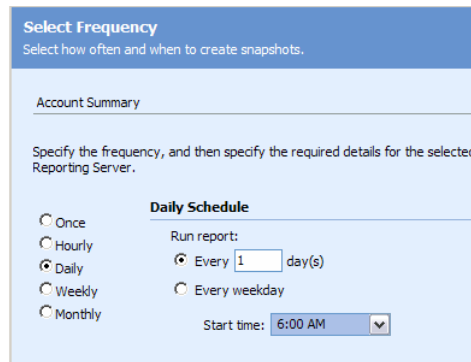 Select Frequency
Select how often and when to create snapshots.
Account Summary
Specify the frequency, and then specify the required details for the selected
Reporting Server.
Once
Hourly
Daily
Weekly
Monthly
Daily Schedule
Run report:
Every 1 day(s)
Every weekday
Start time: 6:00 AM